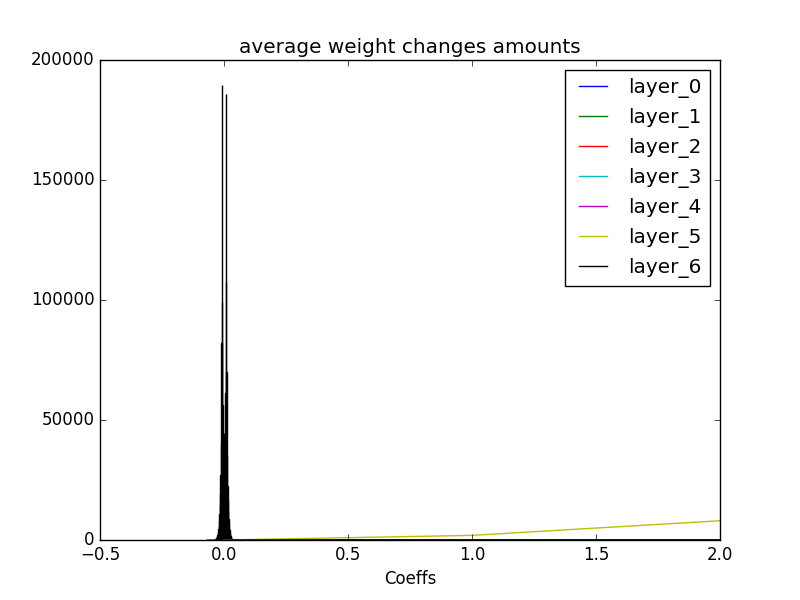 average weight changes amounts
200000
150000
100000
50000
0
−0.5
0.0
0.5
1.0
1.5
2.0
Coeffs
layer_0
layer_1
layer_2
layer_3
layer_4
layer_5
layer_6